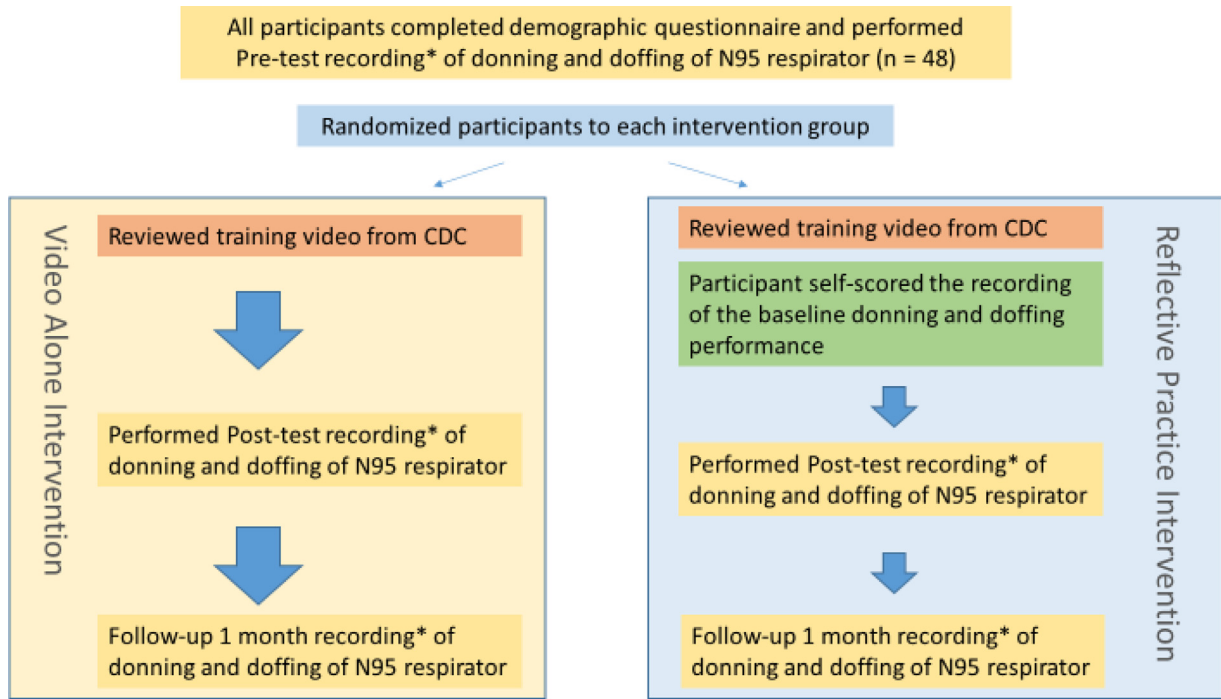 All participants completed demographic questionnaire and performed
Pre-test recording* of donning and doffing of N95 respirator (n = 48)
Randomized participants to each intervention group
Video Alone Intervention
Reviewed training video from CDC
Performed Post-test recording* of
donning and doffing of N95 respirator
Follow-up 1 month recording* of
donning and doffing of N95 respirator
Reviewed training video from CDC
Participant self-scored the recording
of the baseline donning and doffing
performance
Performed Post-test recording* of
donning and doffing of N95 respirator
Follow-up 1 month recording* of
donning and doffing of N95 respirator
Reflective Practice Intervention